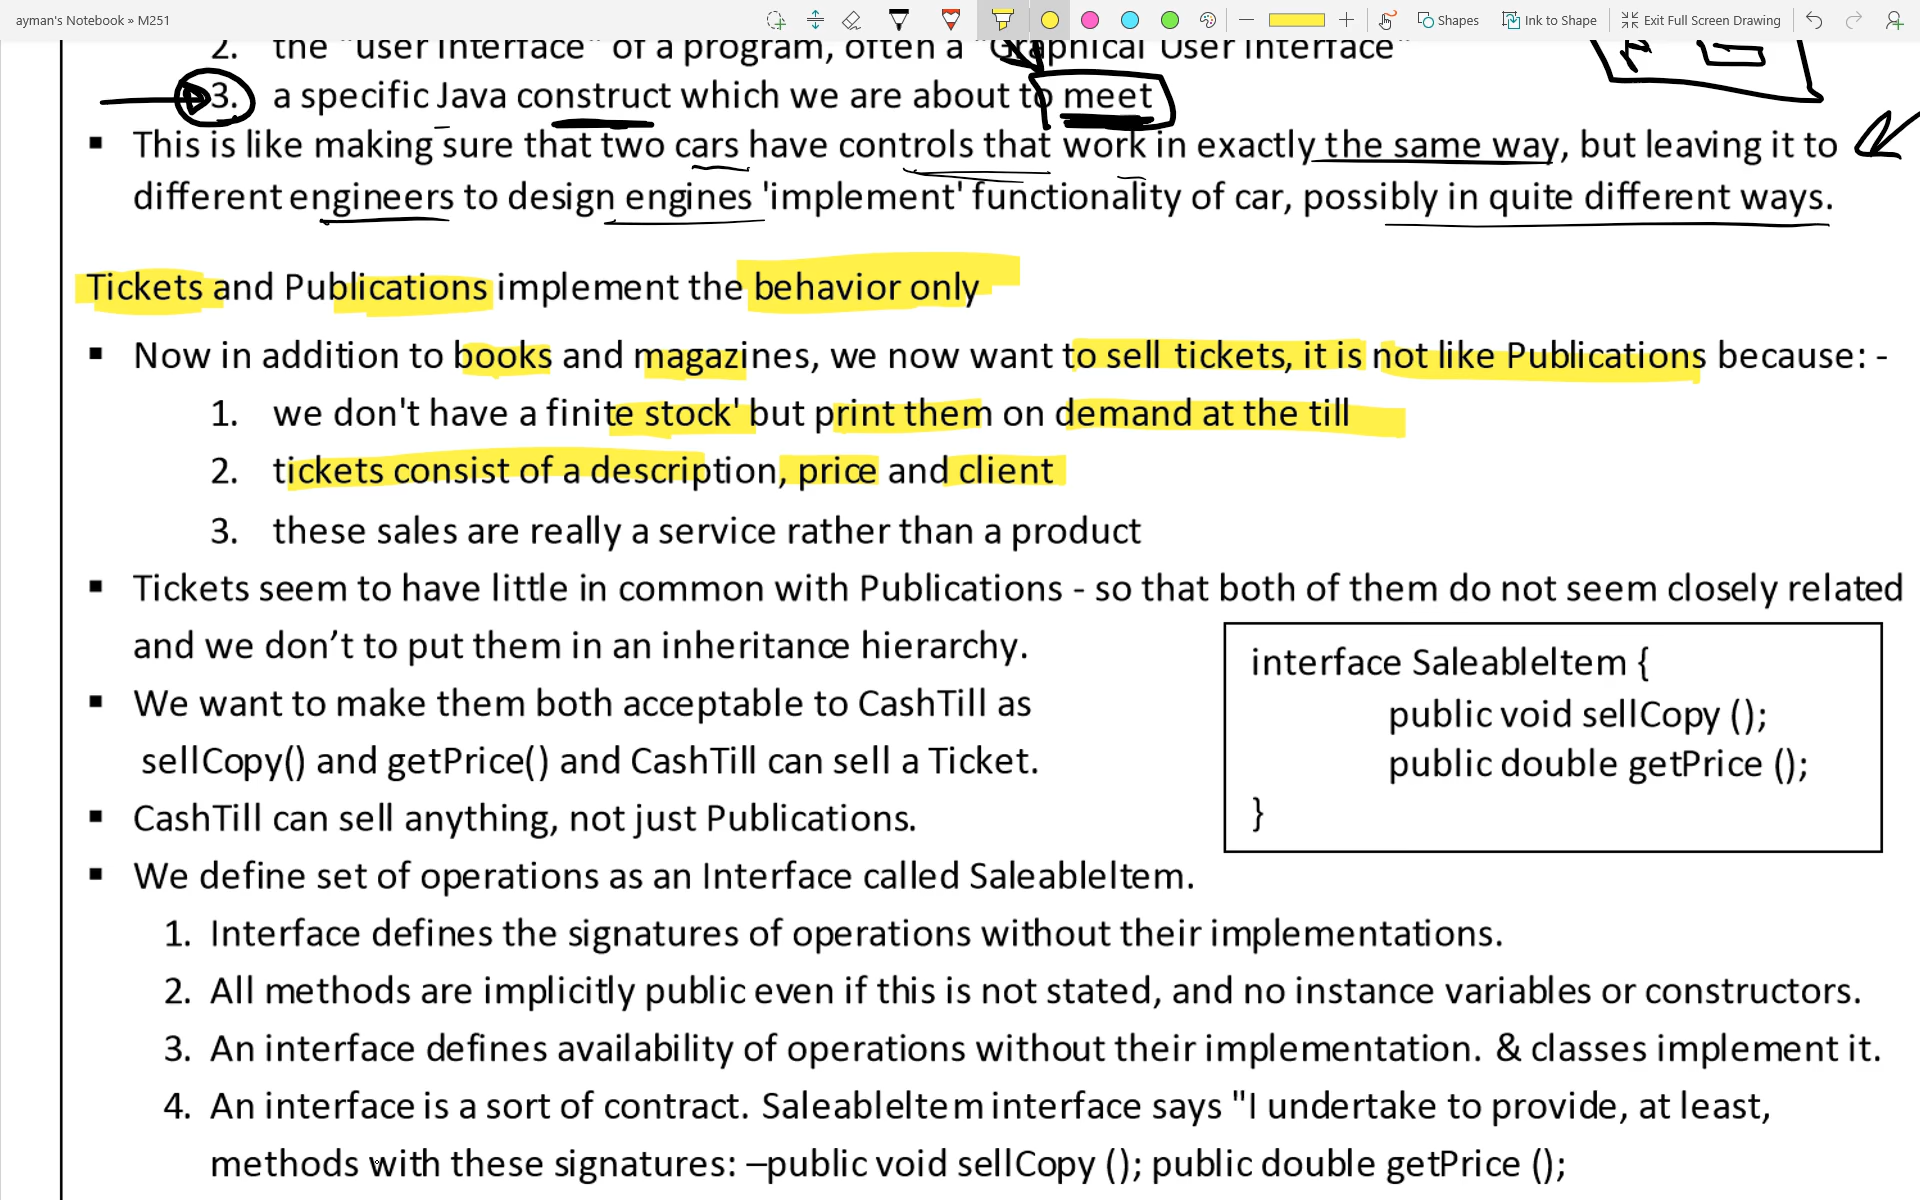 ayman's Notebook » M251
Shapes
Ink to Shape
Exit Full Screen Drawing
2. the "user interface" of a program, often a "Graphical User Interface"
3. a specific Java construct which we are about to meet
▪ This is like making sure that two cars have controls that work in exactly the same way, but leaving it to
different engineers to design engines 'implement' functionality of car, possibly in quite different ways.
Tickets and Publications implement the behavior only
▪ Now in addition to books and magazines, we now want to sell tickets, it is not like Publications because: -
1. we don't have a finite stock' but print them on demand at the till
2. tickets consist of a description, price and client
3. these sales are really a service rather than a product
▪ Tickets seem to have little in common with Publications - so that both of them do not seem closely related
and we don't to put them in an inheritance hierarchy.
▪ We want to make them both acceptable to CashTill as
sellCopy() and getPrice() and CashTill can sell a Ticket.
▪ CashTill can sell anything, not just Publications.
▪ We define set of operations as an Interface called SaleableItem.
interface SaleableItem {
public void sellCopy ();
public double getPrice ();
}
1. Interface defines the signatures of operations without their implementations.
2. All methods are implicitly public even if this is not stated, and no instance variables or constructors.
3. An interface defines availability of operations without their implementation. & classes implement it.
4. An interface is a sort of contract. SaleableItem interface says "I undertake to provide, at least,
methods with these signatures: –public void sellCopy (); public double getPrice ();